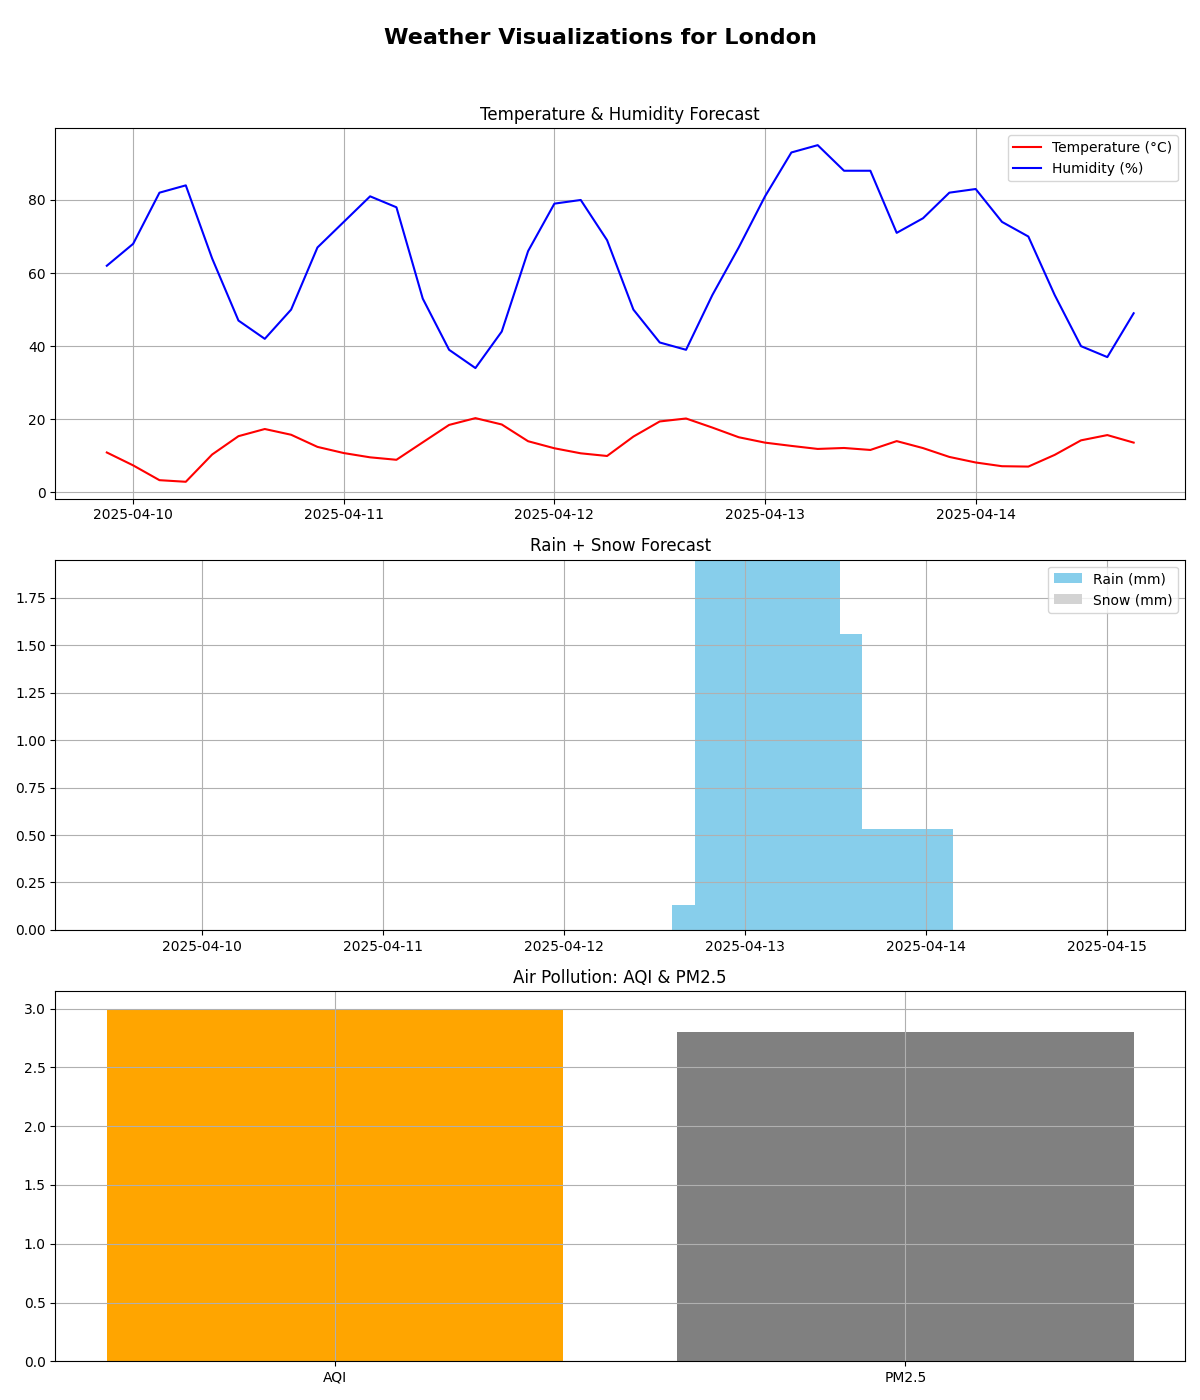 Weather Visualizations for London
Temperature & Humidity Forecast
Temperature (°C)
Humidity (%)
80
60
40
20
0
2025-04-10 2025-04-11 2025-04-12 2025-04-13 2025-04-14
Rain + Snow Forecast
Rain (mm)
Snow (mm)
1.75
1.50
1.25
1.00
0.75
0.50
0.25
0.00
2025-04-10 2025-04-11 2025-04-12 2025-04-13 2025-04-14 2025-04-15
Air Pollution: AQI & PM2.5
3.0
2.5
2.0
1.5
1.0
0.5
0.0
AQI PM2.5